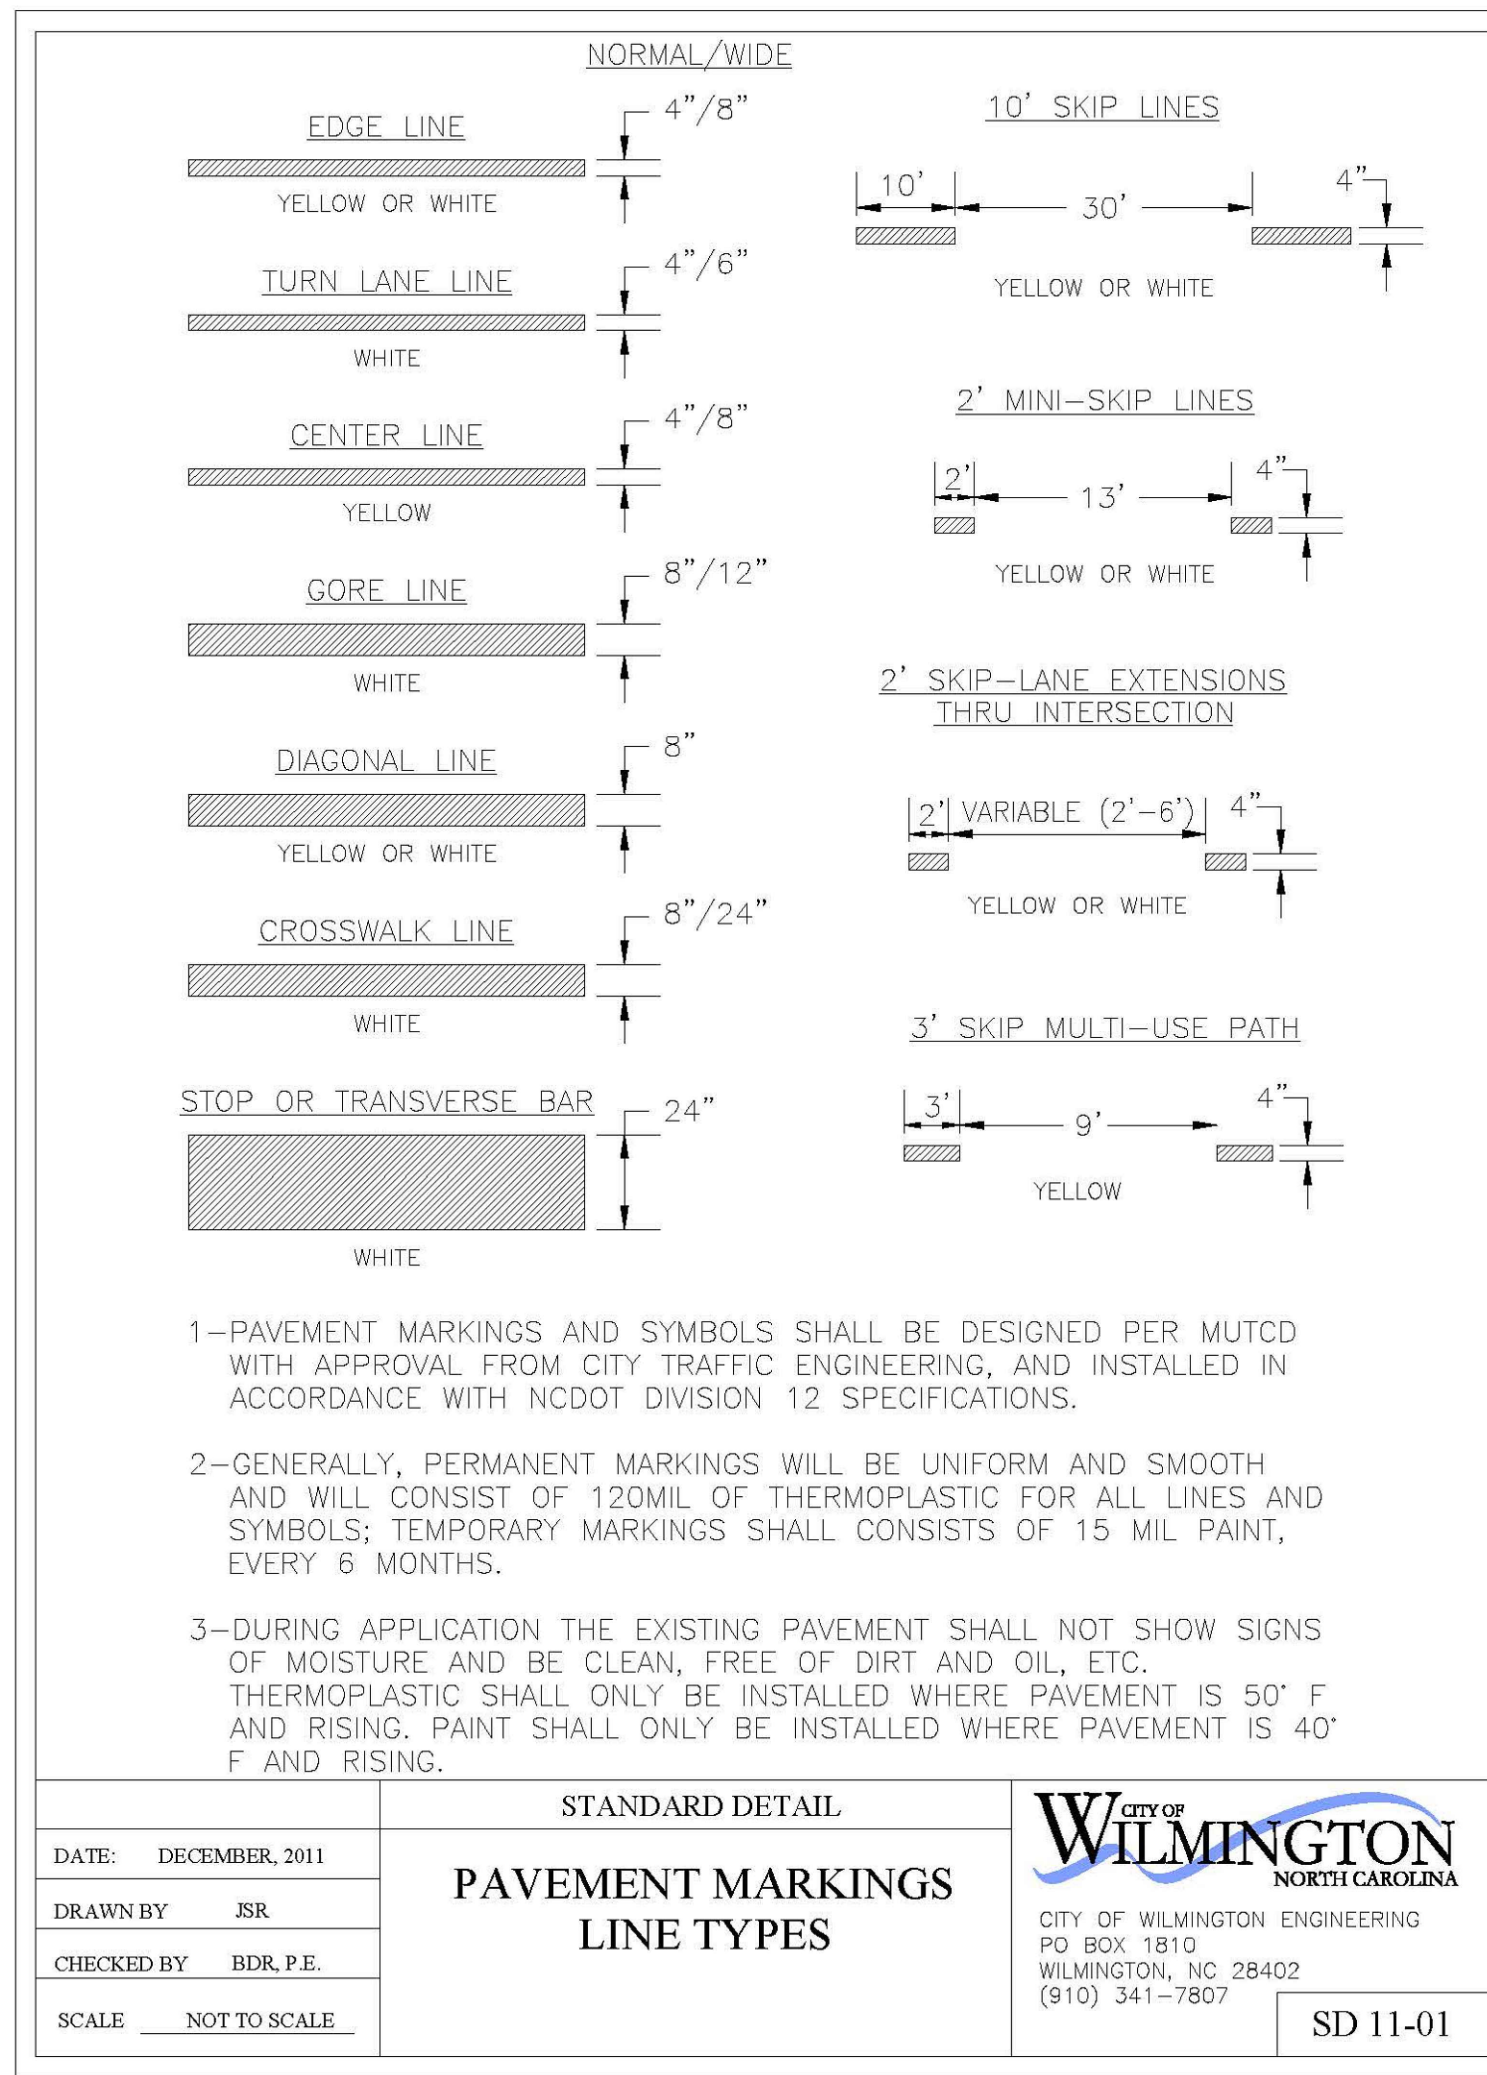 NORMAL/WIDE
EDGE LINE
4”/8”
YELLOW OR WHITE
TURN LANE LINE
4”/6”
WHITE
CENTER LINE
4”/8”
YELLOW
GORE LINE
8”/12”
WHITE
DIAGONAL LINE
8”
YELLOW OR WHITE
CROSSWALK LINE
8”/24”
WHITE
STOP OR TRANSVERSE BAR
24”
WHITE
10’ SKIP LINES
10’
30’
4”
YELLOW OR WHITE
2’ MINI-SKIP LINES
2’
13’
4”
YELLOW OR WHITE
2’ SKIP-LANE EXTENSIONS
THRU INTERSECTION
2’
VARIABLE (2’-6’)
4”
YELLOW OR WHITE
3’ SKIP MULTI-USE PATH
3’
9’
4”
YELLOW
1-PAVEMENT MARKINGS AND SYMBOLS SHALL BE DESIGNED PER MUTCD
WITH APPROVAL FROM CITY TRAFFIC ENGINEERING, AND INSTALLED IN
ACCORDANCE WITH NCDOT DIVISION 12 SPECIFICATIONS.
2-GENERALLY, PERMANENT MARKINGS WILL BE UNIFORM AND SMOOTH
AND WILL CONSIST OF 120MIL OF THERMOPLASTIC FOR ALL LINES AND
SYMBOLS; TEMPORARY MARKINGS SHALL CONSISTS OF 15 MIL PAINT,
EVERY 6 MONTHS.
3-DURING APPLICATION THE EXISTING PAVEMENT SHALL NOT SHOW SIGNS
OF MOISTURE AND BE CLEAN, FREE OF DIRT AND OIL, ETC.
THERMOPLASTIC SHALL ONLY BE INSTALLED WHERE PAVEMENT IS 50° F
AND RISING. PAINT SHALL ONLY BE INSTALLED WHERE PAVEMENT IS 40°
F AND RISING.
DATE: DECEMBER, 2011
DRAWN BY JSR
CHECKED BY BDR, P.E.
SCALE NOT TO SCALE
STANDARD DETAIL
PAVEMENT MARKINGS
LINE TYPES
CITY OF
WILMINGTON
NORTH CAROLINA
CITY OF WILMINGTON ENGINEERING
PO BOX 1810
WILMINGTON, NC 28402
(910) 341-7807
SD 11-01